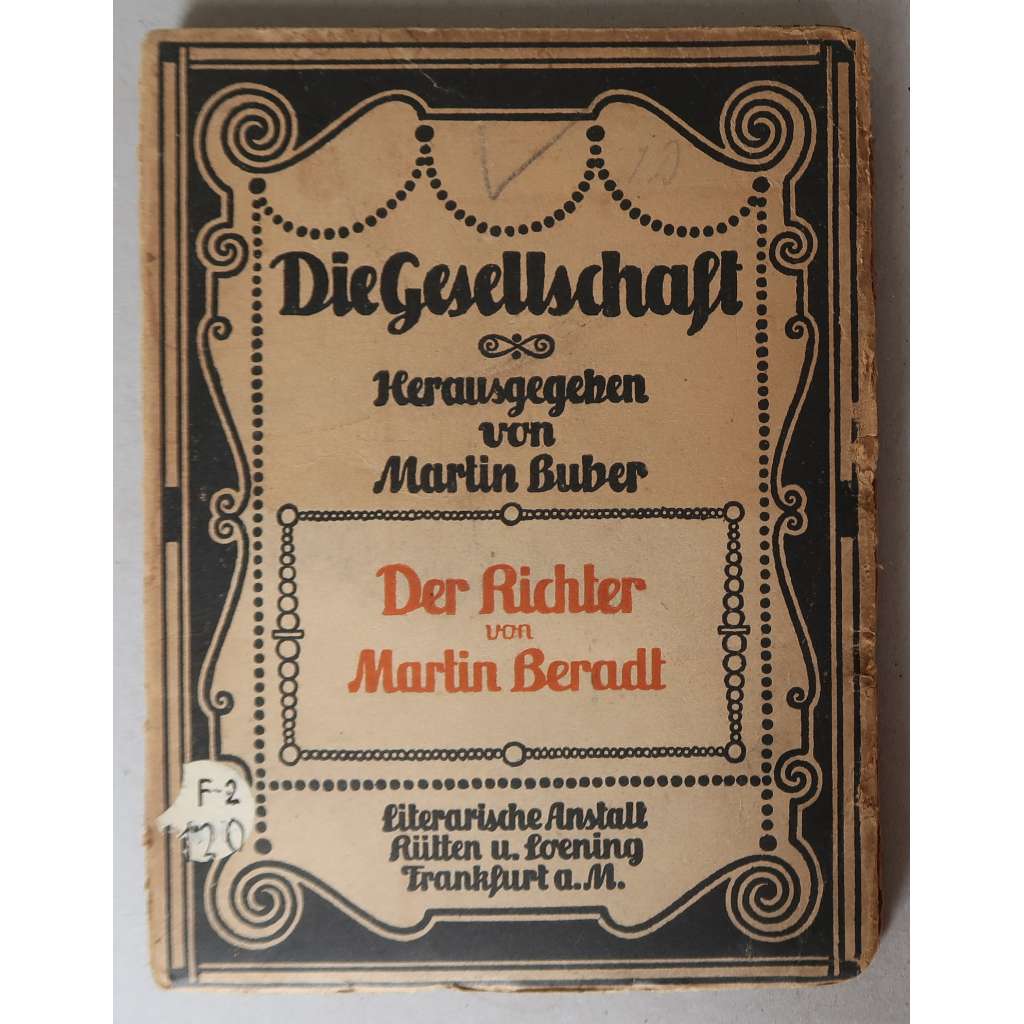 Die Gesellschaft
Herausgegeben
von
Martin Buber
Der Richter
von
Martin Beradt
Literarische Anstalt
Rütten u. Loening
Frankfurt a. M.
F-2
120